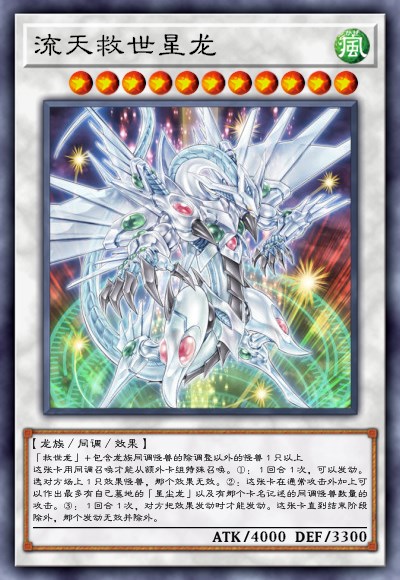 流天救世星龙
風
【龙族／同调／效果】
「救世龙」＋包含龙族同调怪兽的除调整以外的怪兽1只以上
这张卡用同调召唤才能从额外卡组特殊召唤。①：1回合1次，可以发动。
选对方场上1只效果怪兽，那个效果无效。②：这张卡在通常攻击外加上可
以作出最多有自己墓地的「星尘龙」以及有那个卡名记述的同调怪兽数量的
攻击。③：1回合1次，对方把效果发动时才能发动。这张卡直到结束阶段
除外，那个发动无效并除外。
ATK/4000 DEF/3300